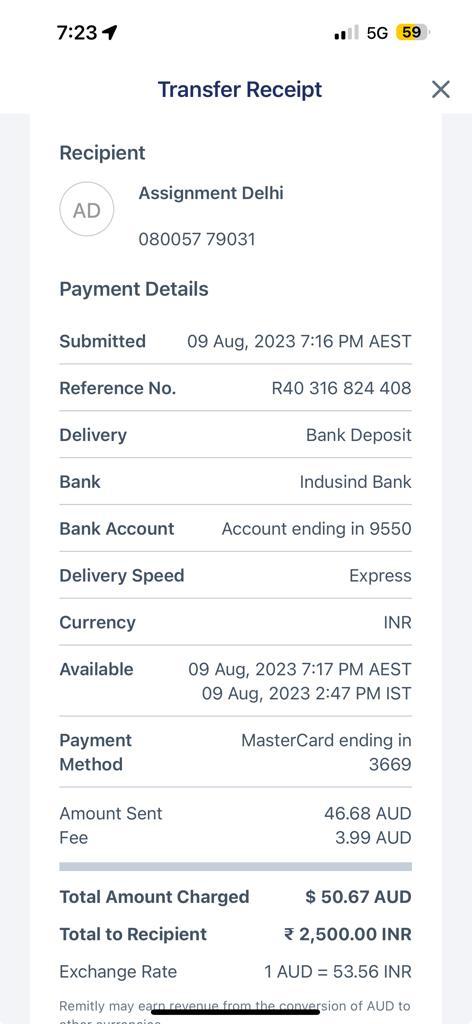 7:23
5G 59
Transfer Receipt
Recipient
AD
Assignment Delhi
080057 79031
Payment Details
Submitted 09 Aug, 2023 7:16 PM AEST
Reference No. R40 316 824 408
Delivery Bank Deposit
Bank Indusind Bank
Bank Account Account ending in 9550
Delivery Speed Express
Currency INR
Available 09 Aug, 2023 7:17 PM AEST
09 Aug, 2023 2:47 PM IST
Payment MasterCard ending in
Method 3669
Amount Sent 46.68 AUD
Fee 3.99 AUD
Total Amount Charged $ 50.67 AUD
Total to Recipient ₹ 2,500.00 INR
Exchange Rate 1 AUD = 53.56 INR
Remitly may earn revenue from the conversion of AUD to
other currencies.